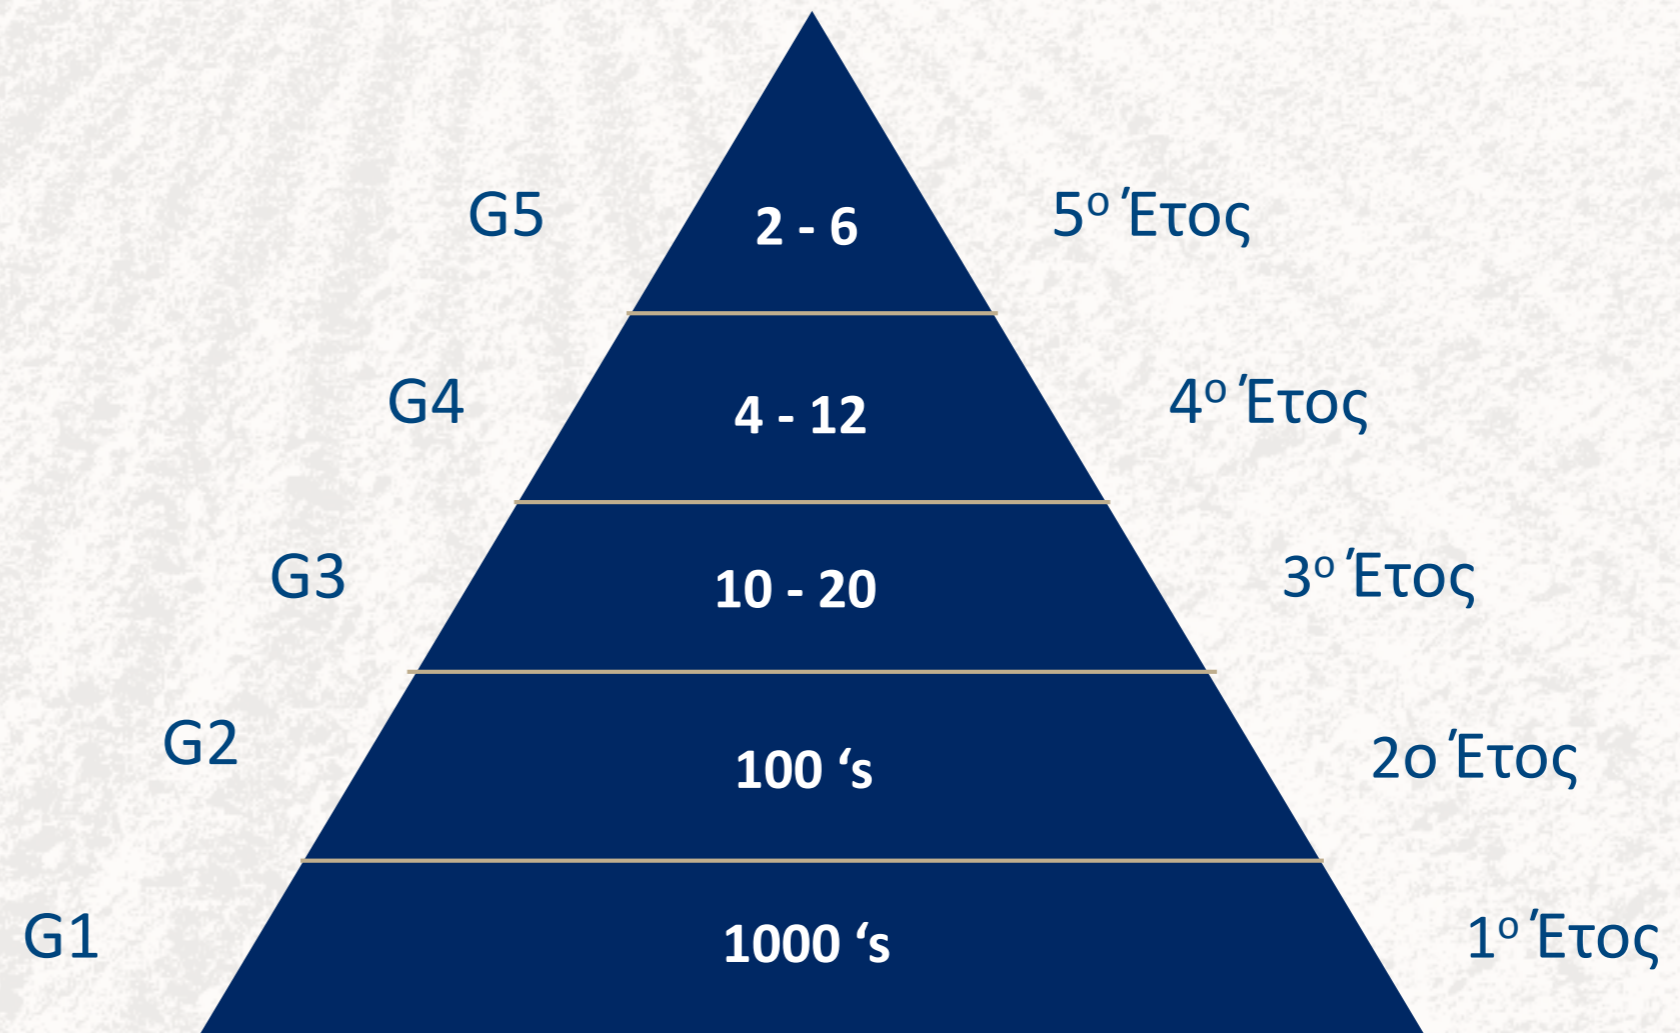 G5 2 - 6 5ο Έτος
G4 4 - 12 4ο Έτος
G3 10 - 20 3ο Έτος
G2 100 ‘s 2ο Έτος
G1 1000 ‘s 1ο Έτος